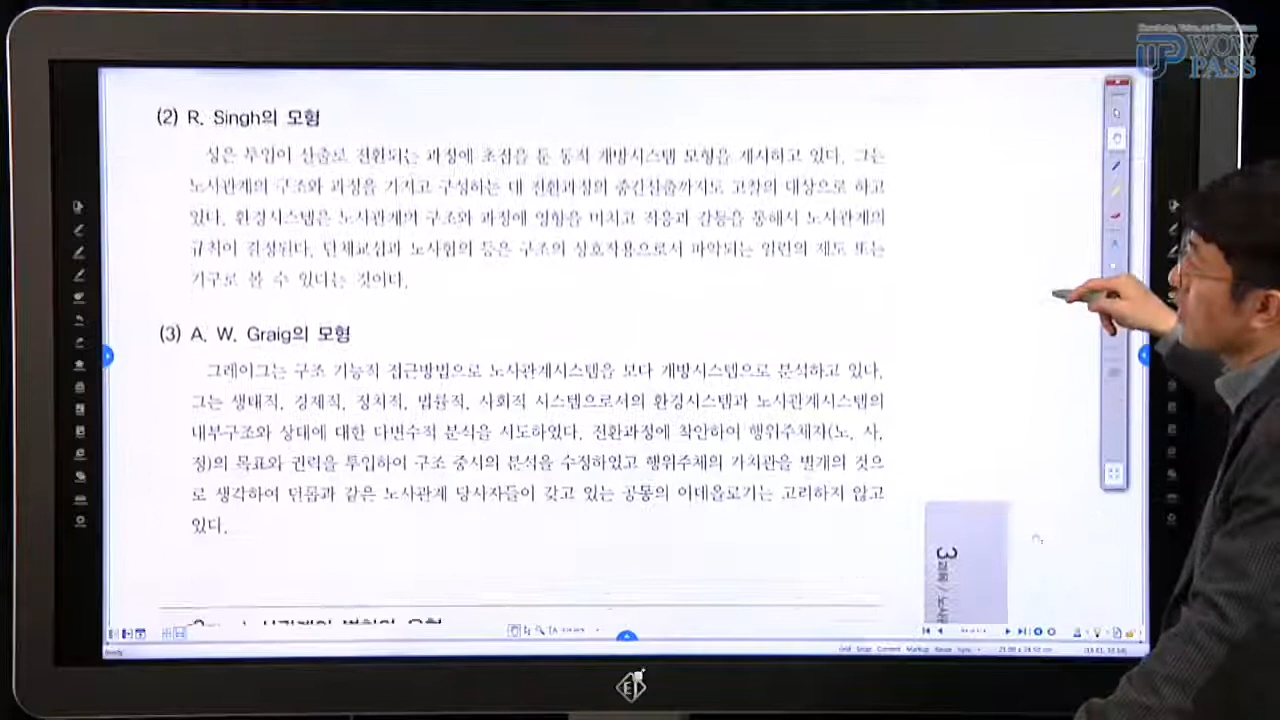 UP WOW PASS
(2) R. Singh의 모형
싱은 투입이 산출로 전환되는 과정에 초점을 둔 동적 개방시스템 모형을 제시하고 있다. 그는
노사관계의 구조와 과정을 가지고 구성하는 데 전환과정의 중간산출까지도 고찰의 대상으로 하고
있다. 환경시스템은 노사관계의 구조와 과정에 영향을 미치고 적응과 갈등을 통해서 노사관계의
규칙이 결정된다. 단체교섭과 노사협의 등은 구조의 상호작용으로서 파악되는 일련의 제도 또는
기구로 볼 수 있다는 것이다.
(3) A. W. Graig의 모형
그레이그는 구조 기능적 접근방법으로 노사관계시스템을 보다 개방시스템으로 분석하고 있다.
그는 생태적, 경제적, 정치적, 법률적, 사회적 시스템으로서의 환경시스템과 노사관계시스템의
내부구조와 상태에 대한 다변수적 분석을 시도하였다. 전환과정에 착안하여 행위주체자(노, 사,
정)의 목표와 권력을 투입하여 구조 중시의 분석을 수정하였고 행위주체의 가치관을 별개의 것으
로 생각하여 던롭과 같은 노사관계 당사자들이 갖고 있는 공통의 이데올로기는 고려하지 않고
있다.
3과목 / 노사
Ready